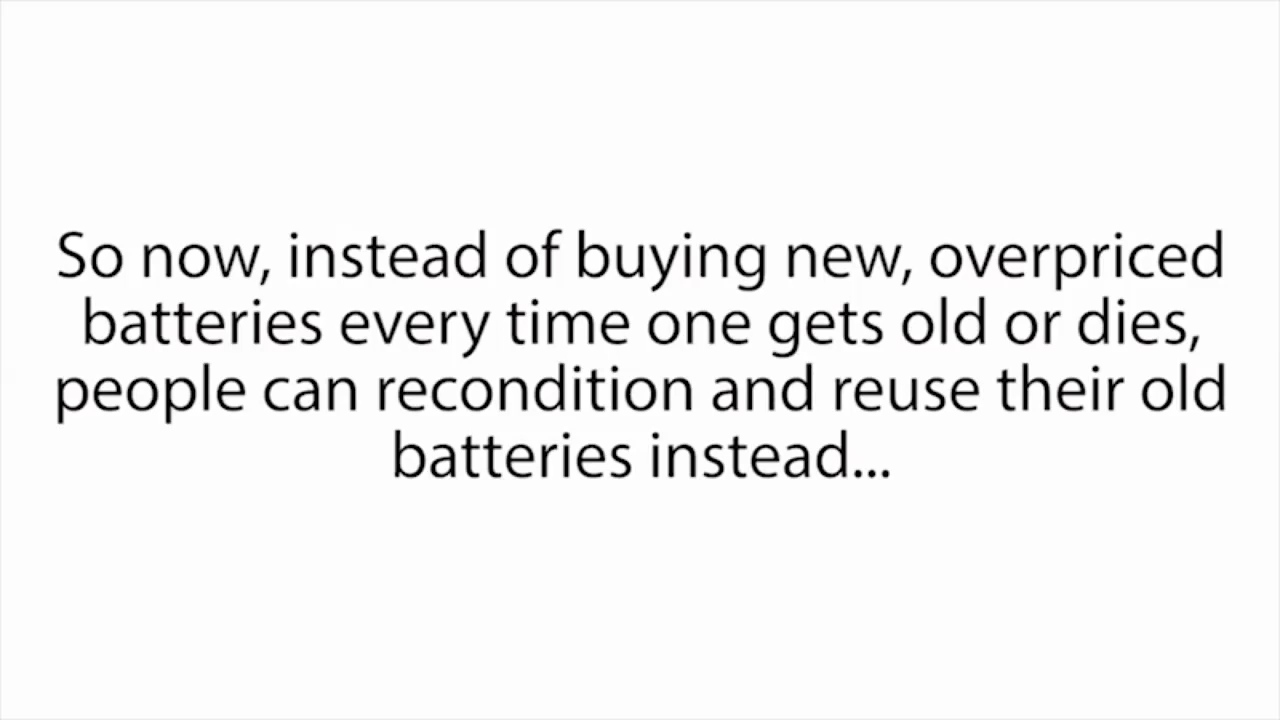 So now, instead of buying new, overpriced
batteries every time one gets old or dies,
people can recondition and reuse their old
batteries instead...